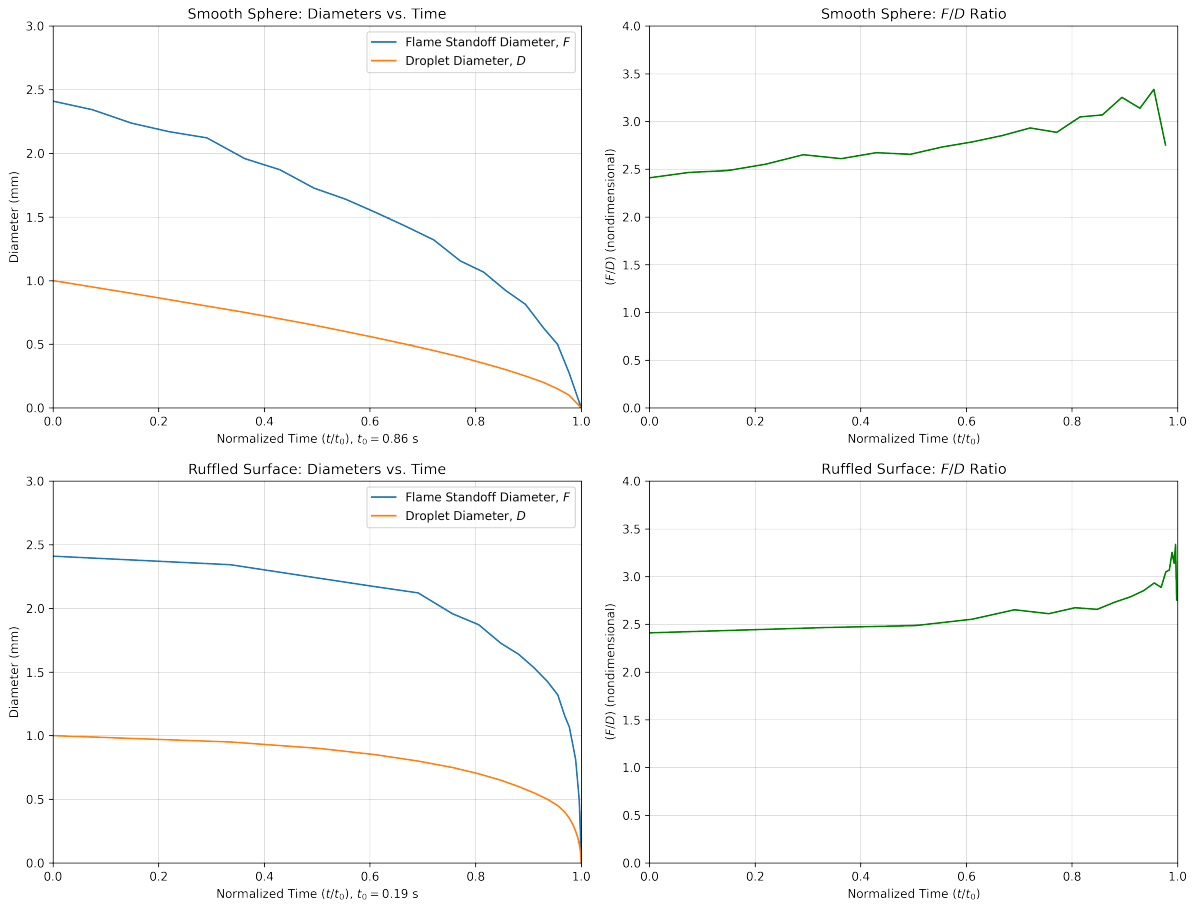 Smooth Sphere: Diameters vs. Time
3.0
2.5
2.0
1.5
1.0
0.5
0.0
Diameter (mm)
Flame Standoff Diameter, F
Droplet Diameter, D
0.0 0.2 0.4 0.6 0.8 1.0
Normalized Time (t/t₀), t₀ = 0.86 s
Smooth Sphere: F/D Ratio
4.0
3.5
3.0
2.5
2.0
1.5
1.0
0.5
0.0
(F/D) (nondimensional)
0.0 0.2 0.4 0.6 0.8 1.0
Normalized Time (t/t₀)
Ruffled Surface: Diameters vs. Time
3.0
2.5
2.0
1.5
1.0
0.5
0.0
Diameter (mm)
Flame Standoff Diameter, F
Droplet Diameter, D
0.0 0.2 0.4 0.6 0.8 1.0
Normalized Time (t/t₀), t₀ = 0.19 s
Ruffled Surface: F/D Ratio
4.0
3.5
3.0
2.5
2.0
1.5
1.0
0.5
0.0
(F/D) (nondimensional)
0.0 0.2 0.4 0.6 0.8 1.0
Normalized Time (t/t₀)